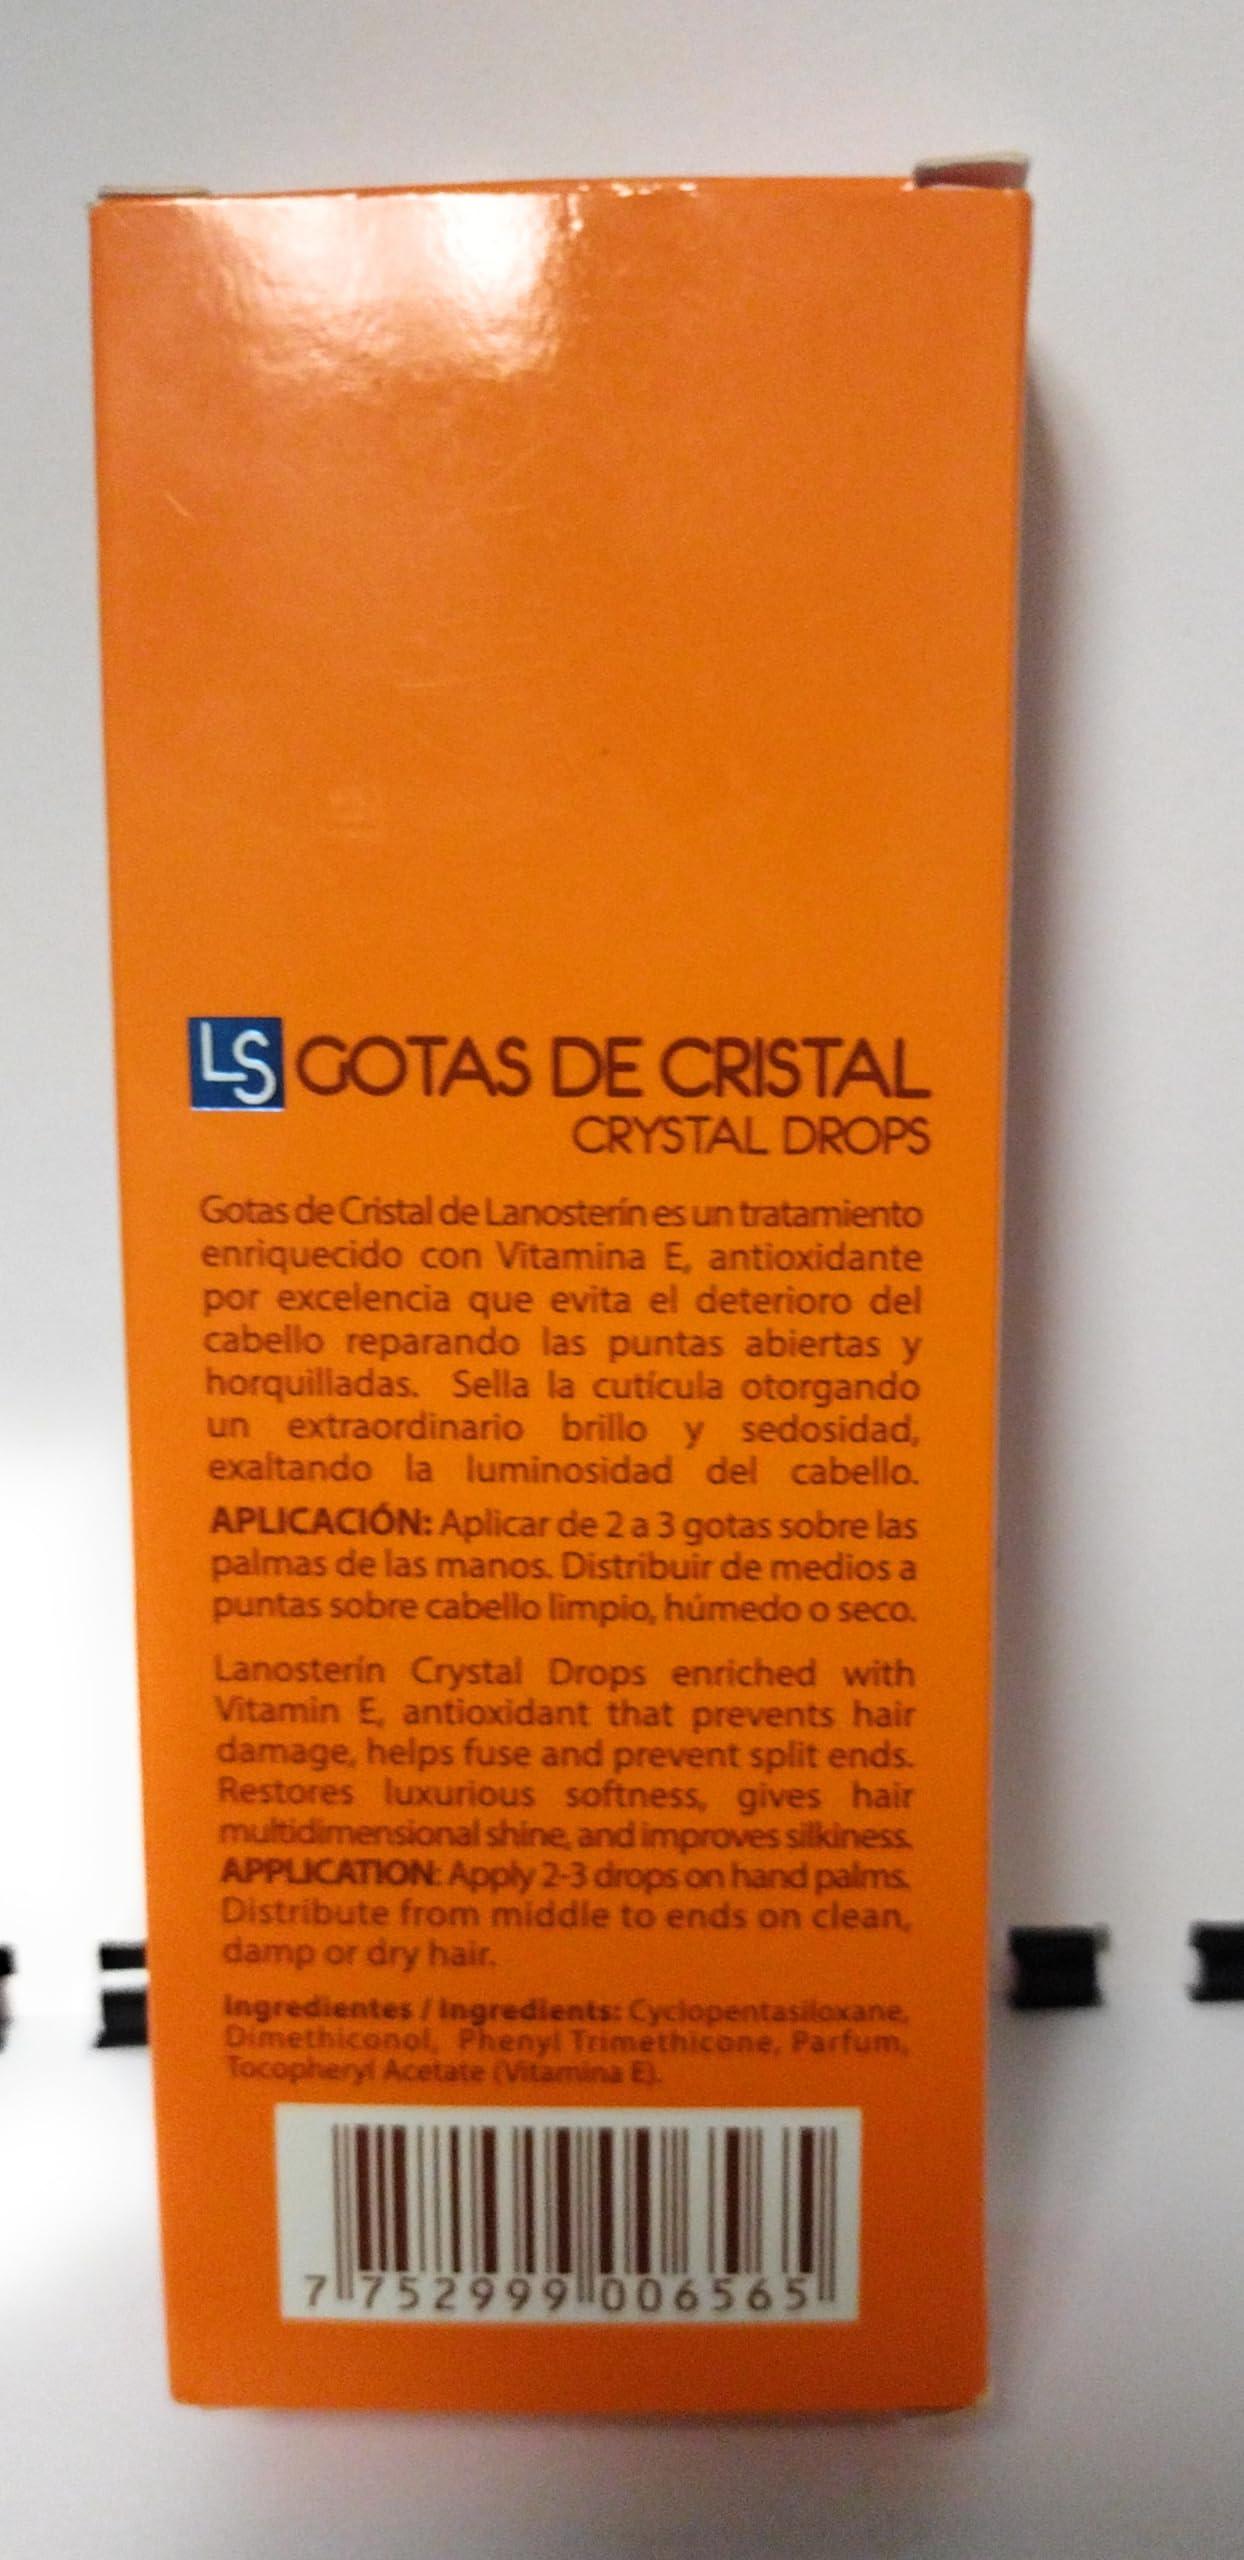 LS GOTAS DE CRISTAL
CRYSTAL DROPS
Gotas de Cristal de Lanosterín es un tratamiento
enriquecido con Vitamina E, antioxidante
por excelencia que evita el deterioro del
cabello reparando las puntas abiertas y
horquilladas. Sella la cutícula otorgando
un extraordinario brillo y sedosidad,
exaltando la luminosidad del cabello.
APLICACIÓN: Aplicar de 2 a 3 gotas sobre las
palmas de las manos. Distribuir de medios a
puntas sobre cabello limpio, húmedo o seco.
Lanosterín Crystal Drops enriched with
Vitamin E, antioxidant that prevents hair
damage, helps fuse and prevent split ends.
Restores luxurious softness, gives hair
multidimensional shine, and improves silkiness.
APPLICATION: Apply 2-3 drops on hand palms.
Distribute from middle to ends on clean,
damp or dry hair.
Ingredientes / Ingredients: Cyclopentasiloxane,
Dimethiconol, Phenyl Trimethicone, Parfum,
Tocopheryl Acetate (Vitamina E).
7 752999 006565